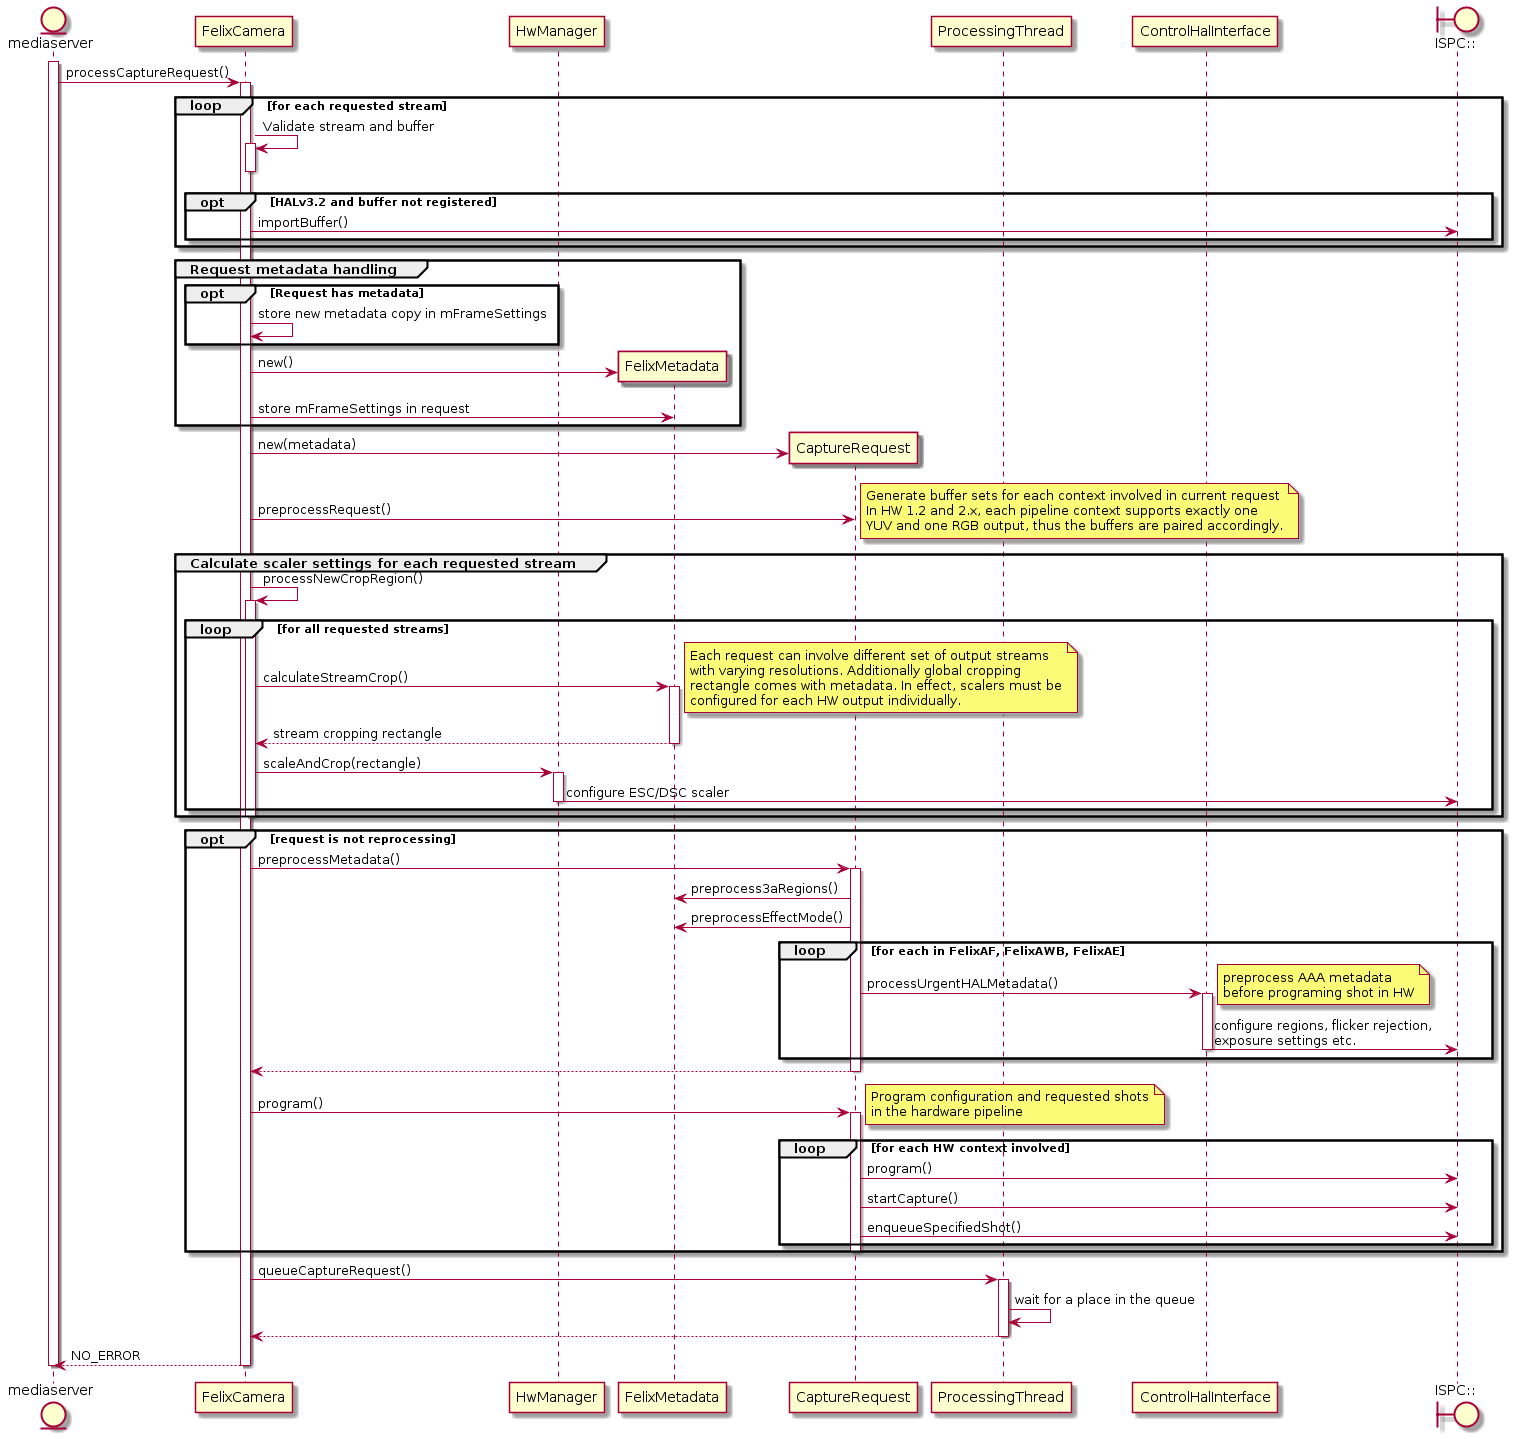 mediaserver
FelixCamera
HwManager
ProcessingThread
ControlHalInterface
ISPC::
processCaptureRequest()
loop [for each requested stream]
Validate stream and buffer
opt [HALv3.2 and buffer not registered]
importBuffer()
Request metadata handling
opt [Request has metadata]
store new metadata copy in mFrameSettings
new()
FelixMetadata
store mFrameSettings in request
new(metadata)
CaptureRequest
preprocessRequest()
Generate buffer sets for each context involved in current request
In HW 1.2 and 2.x, each pipeline context supports exactly one
YUV and one RGB output, thus the buffers are paired accordingly.
Calculate scaler settings for each requested stream
processNewCropRegion()
loop [for all requested streams]
calculateStreamCrop()
Each request can involve different set of output streams
with varying resolutions. Additionally global cropping
rectangle comes with metadata. In effect, scalers must be
configured for each HW output individually.
stream cropping rectangle
scaleAndCrop(rectangle)
configure ESC/DSC scaler
opt [request is not reprocessing]
preprocessMetadata()
preprocess3aRegions()
preprocessEffectMode()
loop [for each in FelixAF, FelixAWB, FelixAE]
processUrgentHALMetadata()
preprocess AAA metadata
before programing shot in HW
configure regions, flicker rejection,
exposure settings etc.
program()
Program configuration and requested shots
in the hardware pipeline
loop [for each HW context involved]
program()
startCapture()
enqueueSpecifiedShot()
queueCaptureRequest()
wait for a place in the queue
NO_ERROR
mediaserver
FelixCamera
HwManager
FelixMetadata
CaptureRequest
ProcessingThread
ControlHalInterface
ISPC::